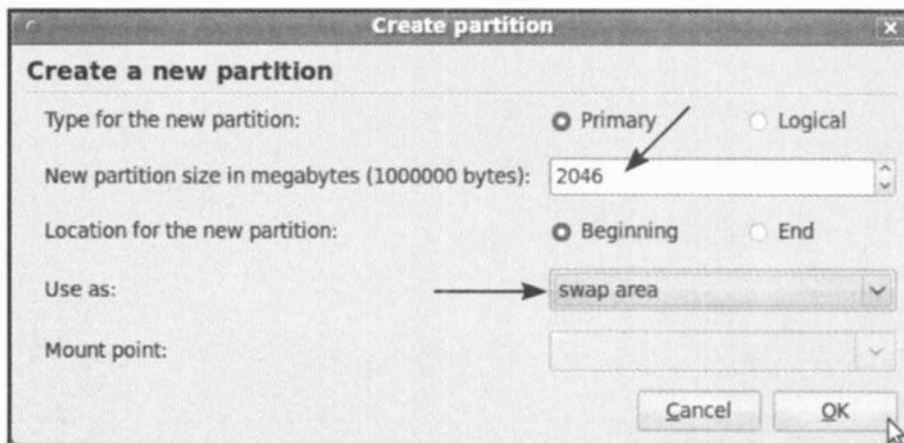 Create partition
Create a new partition
Type for the new partition: Primary Logical
New partition size in megabytes (1000000 bytes): 2046
Location for the new partition: Beginning End
Use as: swap area
Mount point:
Cancel OK